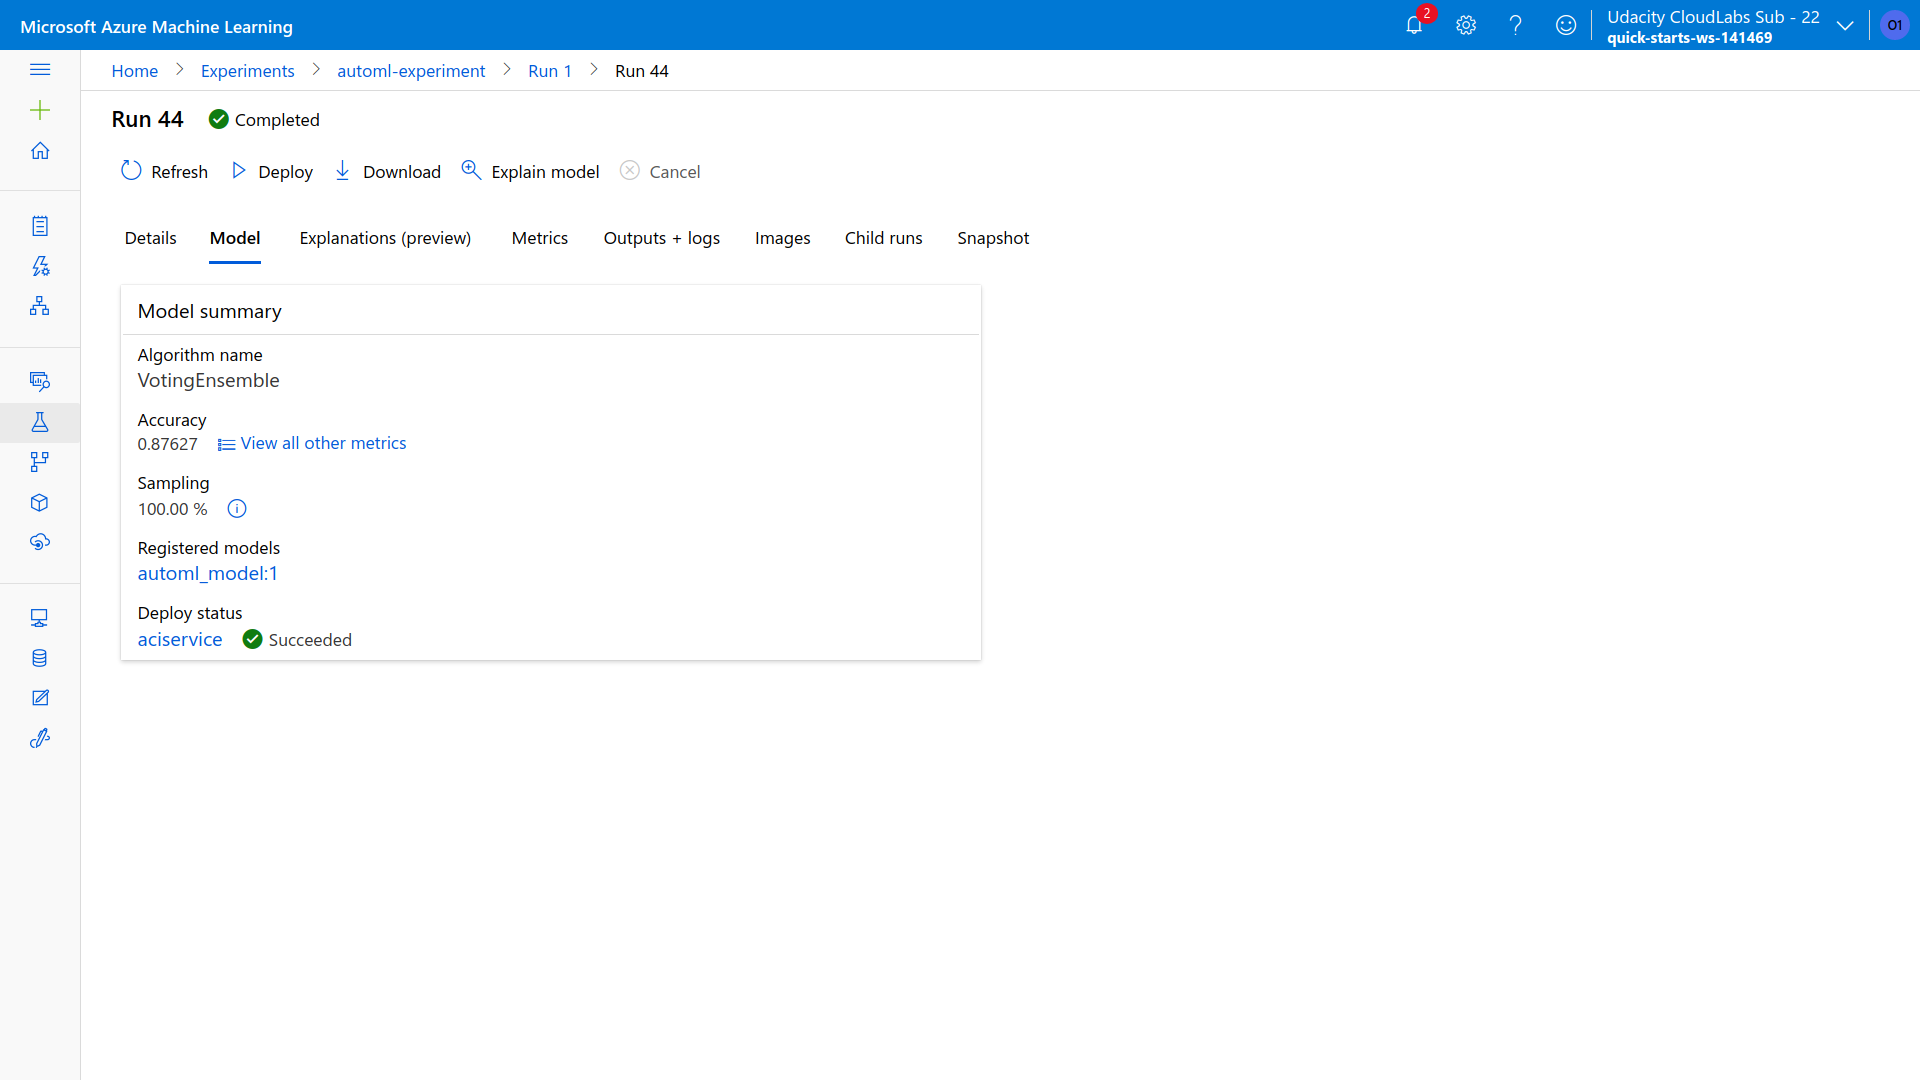 Microsoft Azure Machine Learning
2
Udacity CloudLabs Sub - 22
quick-starts-ws-141469
O1
Home > Experiments > automl-experiment > Run 1 > Run 44
Run 44 Completed
Refresh Deploy Download Explain model Cancel
Details Model Explanations (preview) Metrics Outputs + logs Images Child runs Snapshot
Model summary
Algorithm name
VotingEnsemble
Accuracy
0.87627 View all other metrics
Sampling
100.00 %
Registered models
automl_model:1
Deploy status
aciservice Succeeded